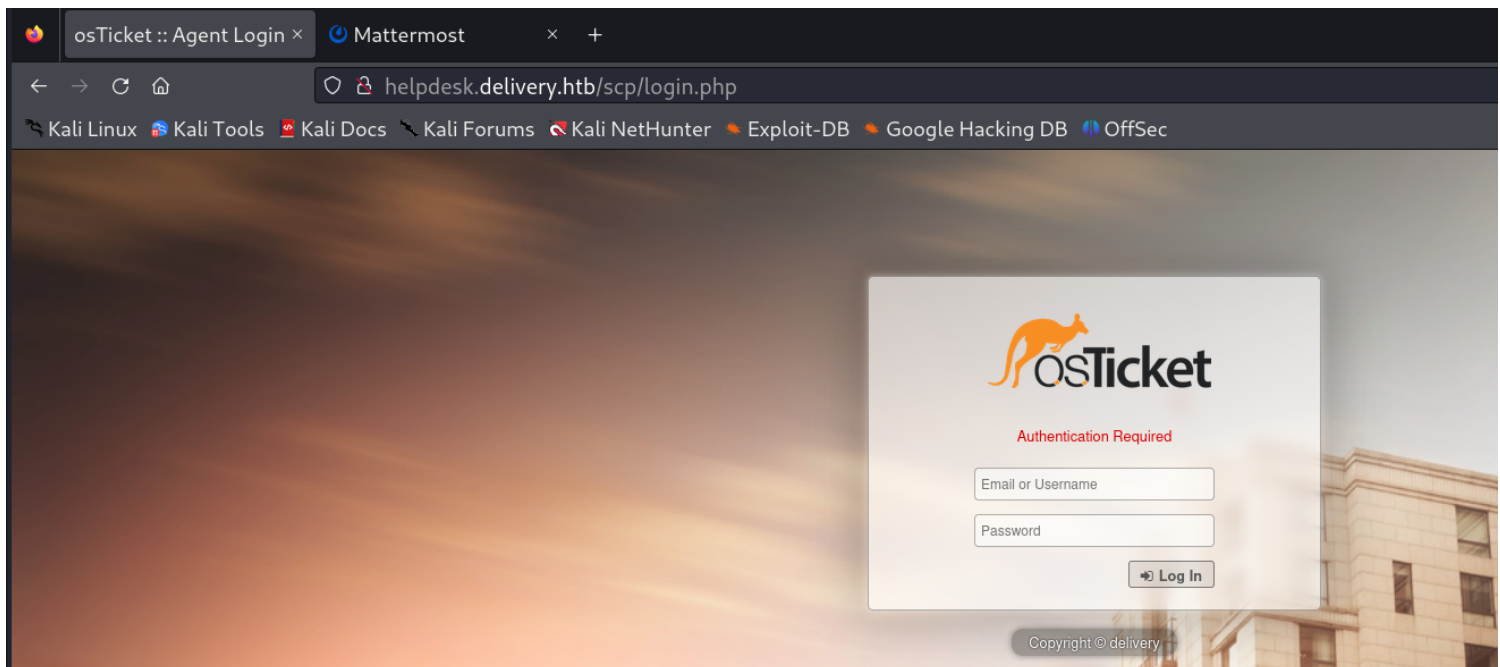 osTicket :: Agent Login × Mattermost × +
helpdesk.delivery.htb/scp/login.php
Kali Linux Kali Tools Kali Docs Kali Forums Kali NetHunter Exploit-DB Google Hacking DB OffSec
osTicket
Authentication Required
Email or Username
Password
Log In
Copyright © delivery